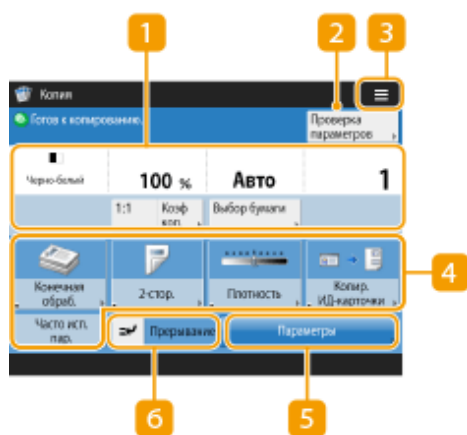 1
2
3
Копия
Готов к копированию.
Проверка
параметров
Черно-белый
100 %
Авто
1
1:1
Коэф
коп.
Выбор бумаги
4
Конечная
обраб.
2-стор.
Плотность
Копир.
ИД-карточки
Часто исп.
пар.
Прерывание
Параметры
6
5